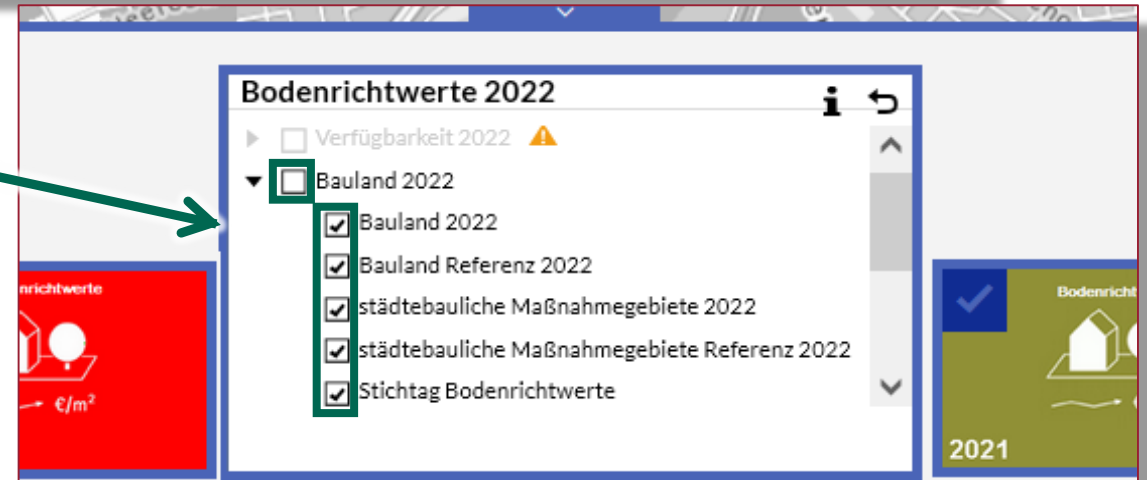 Bodenrichtwerte 2022
Verfügbarkeit 2022
Bauland 2022
Bauland 2022
Bauland Referenz 2022
städtebauliche Maßnahmegebiete 2022
städtebauliche Maßnahmegebiete Referenz 2022
Stichtag Bodenrichtwerte
nrichtwerte
€/m²
Bodenricht
2021